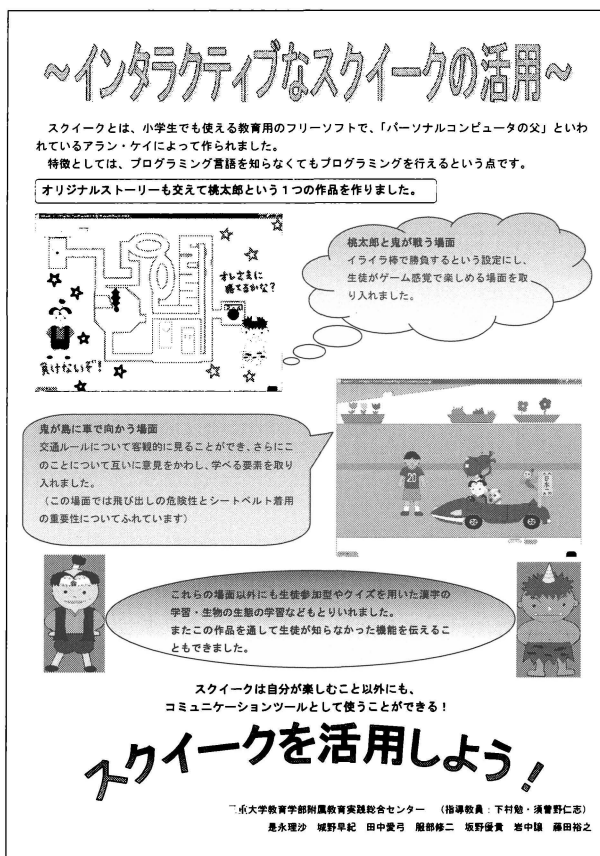 ～インタラクティブなスクイークの活用～
スクイークとは、小学生でも使える教育用のフリーソフトで、「パーソナルコンピュータの父」といわ
れているアラン・ケイによって作られました。
特徴としては、プログラミング言語を知らなくてもプログラミングを行えるという点です。
オリジナルストーリーも交えて桃太郎という１つの作品を作りました。
オレさまに
勝てるかな？
負けないぞ！
桃太郎と鬼が戦う場面
イライラ棒で勝負するという設定にし、
生徒がゲーム感覚で楽しめる場面を取
り入れました。
鬼が島に車で向かう場面
交通ルールについて客観的に見ることができ、さらにこ
のことについて互いに意見をかわし、学べる要素を取り
入れました。
（この場面では飛び出しの危険性とシートベルト着用
の重要性についてふれています）
20
これらの場面以外にも生徒参加型やクイズを用いた漢字の
学習・生物の生態の学習などもとりいれました。
またこの作品を通して生徒が知らなかった機能を伝えるこ
ともできました。
スクイークは自分が楽しむこと以外にも、
コミュニケーションツールとして使うことができる！
スクイークを活用しよう！
三重大学教育学部附属教育実践総合センター　（指導教員：下村勉・須曽野仁志）
是永理沙　城野早紀　田中愛弓　服部修二　坂野優貴　岩中譲　藤田裕之